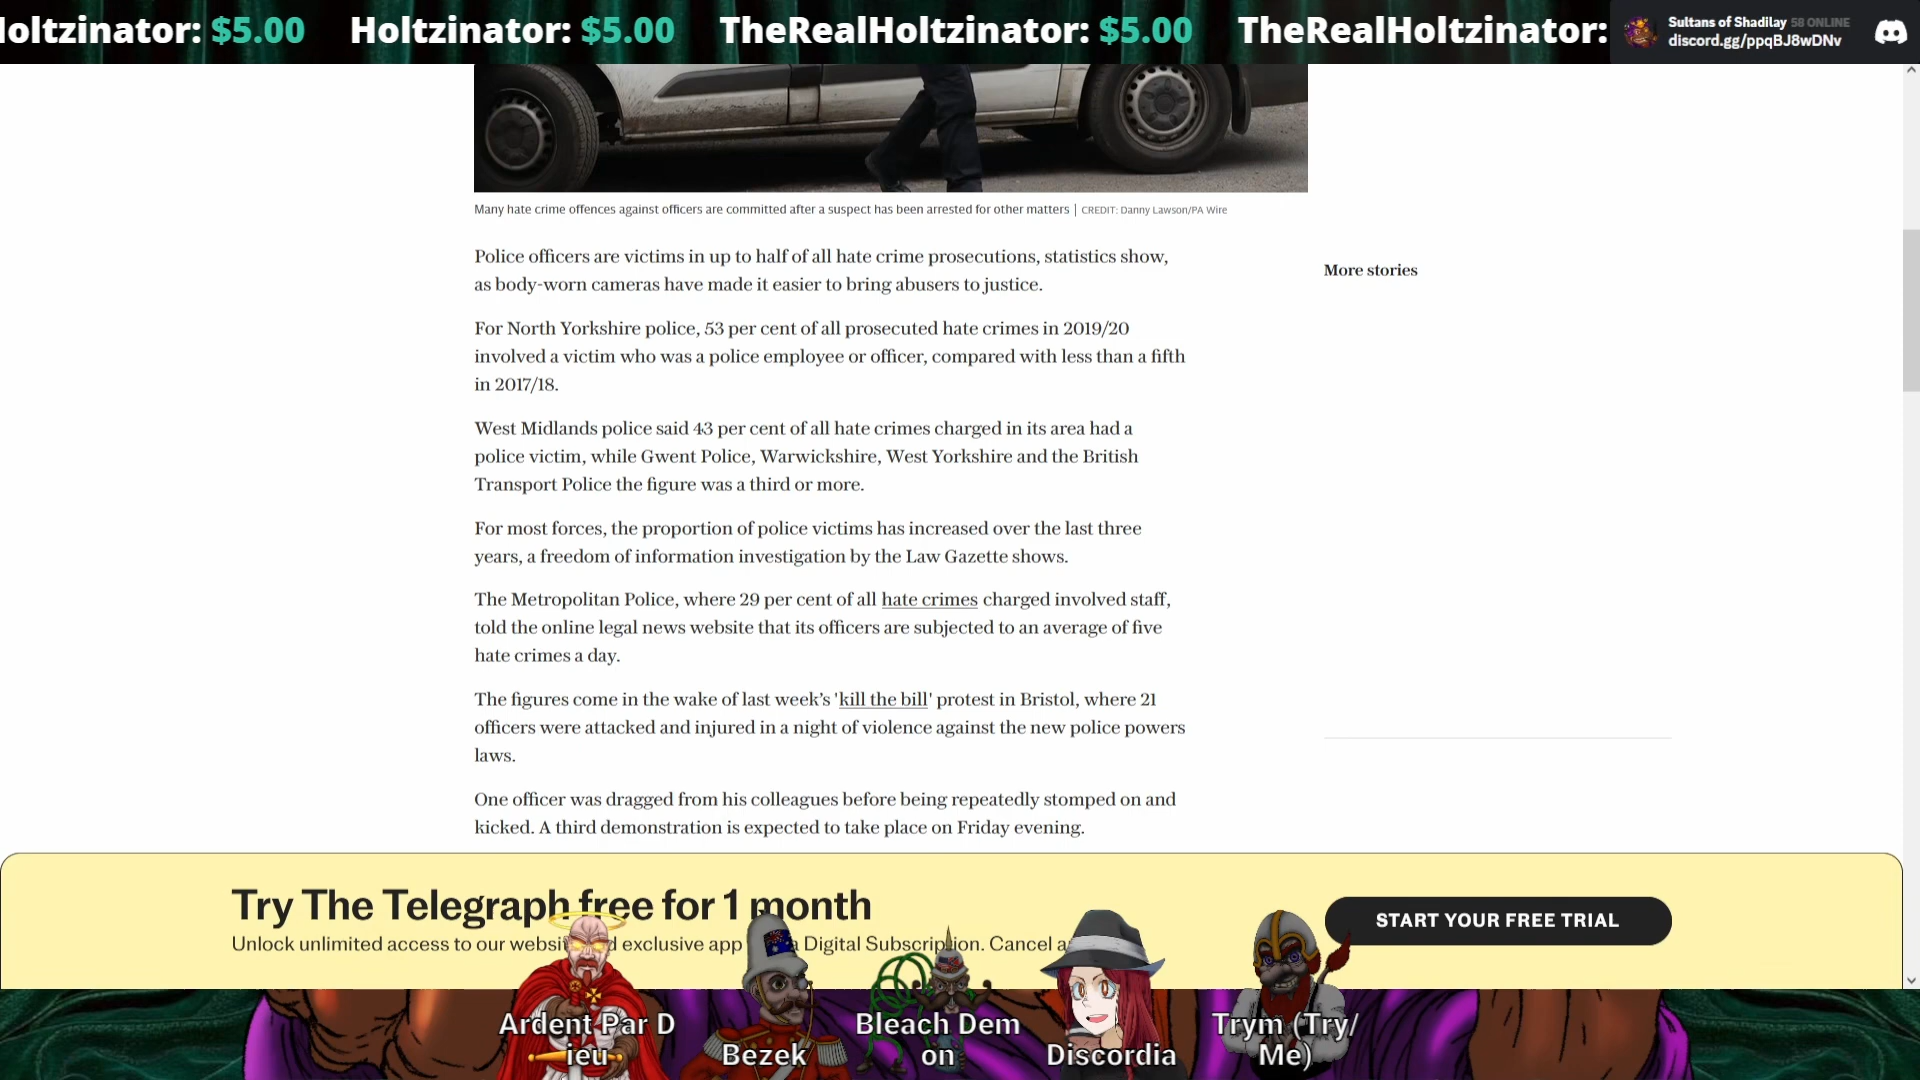 oltzinator: $5.00 Holtzinator: $5.00 TheRealHoltzinator: $5.00 TheRealHoltzinator:
Sultans of Shadilay 58 ONLINE
discord.gg/ppqBJ8wDNv
Many hate crime offences against officers are committed after a suspect has been arrested for other matters | CREDIT: Danny Lawson/PA Wire
Police officers are victims in up to half of all hate crime prosecutions, statistics show,
as body-worn cameras have made it easier to bring abusers to justice.
More stories
For North Yorkshire police, 53 per cent of all prosecuted hate crimes in 2019/20
involved a victim who was a police employee or officer, compared with less than a fifth
in 2017/18.
West Midlands police said 43 per cent of all hate crimes charged in its area had a
police victim, while Gwent Police, Warwickshire, West Yorkshire and the British
Transport Police the figure was a third or more.
For most forces, the proportion of police victims has increased over the last three
years, a freedom of information investigation by the Law Gazette shows.
The Metropolitan Police, where 29 per cent of all hate crimes charged involved staff,
told the online legal news website that its officers are subjected to an average of five
hate crimes a day.
The figures come in the wake of last week’s 'kill the bill' protest in Bristol, where 21
officers were attacked and injured in a night of violence against the new police powers
laws.
One officer was dragged from his colleagues before being repeatedly stomped on and
kicked. A third demonstration is expected to take place on Friday evening.
Try The Telegraph free for 1 month
START YOUR FREE TRIAL
Unlock unlimited access to our websi d exclusive app Digital Subscription. Cancel a
Ardent Par D
ieu
Bezek
Bleach Dem
on
Discordia
Trym (Try/
Me)